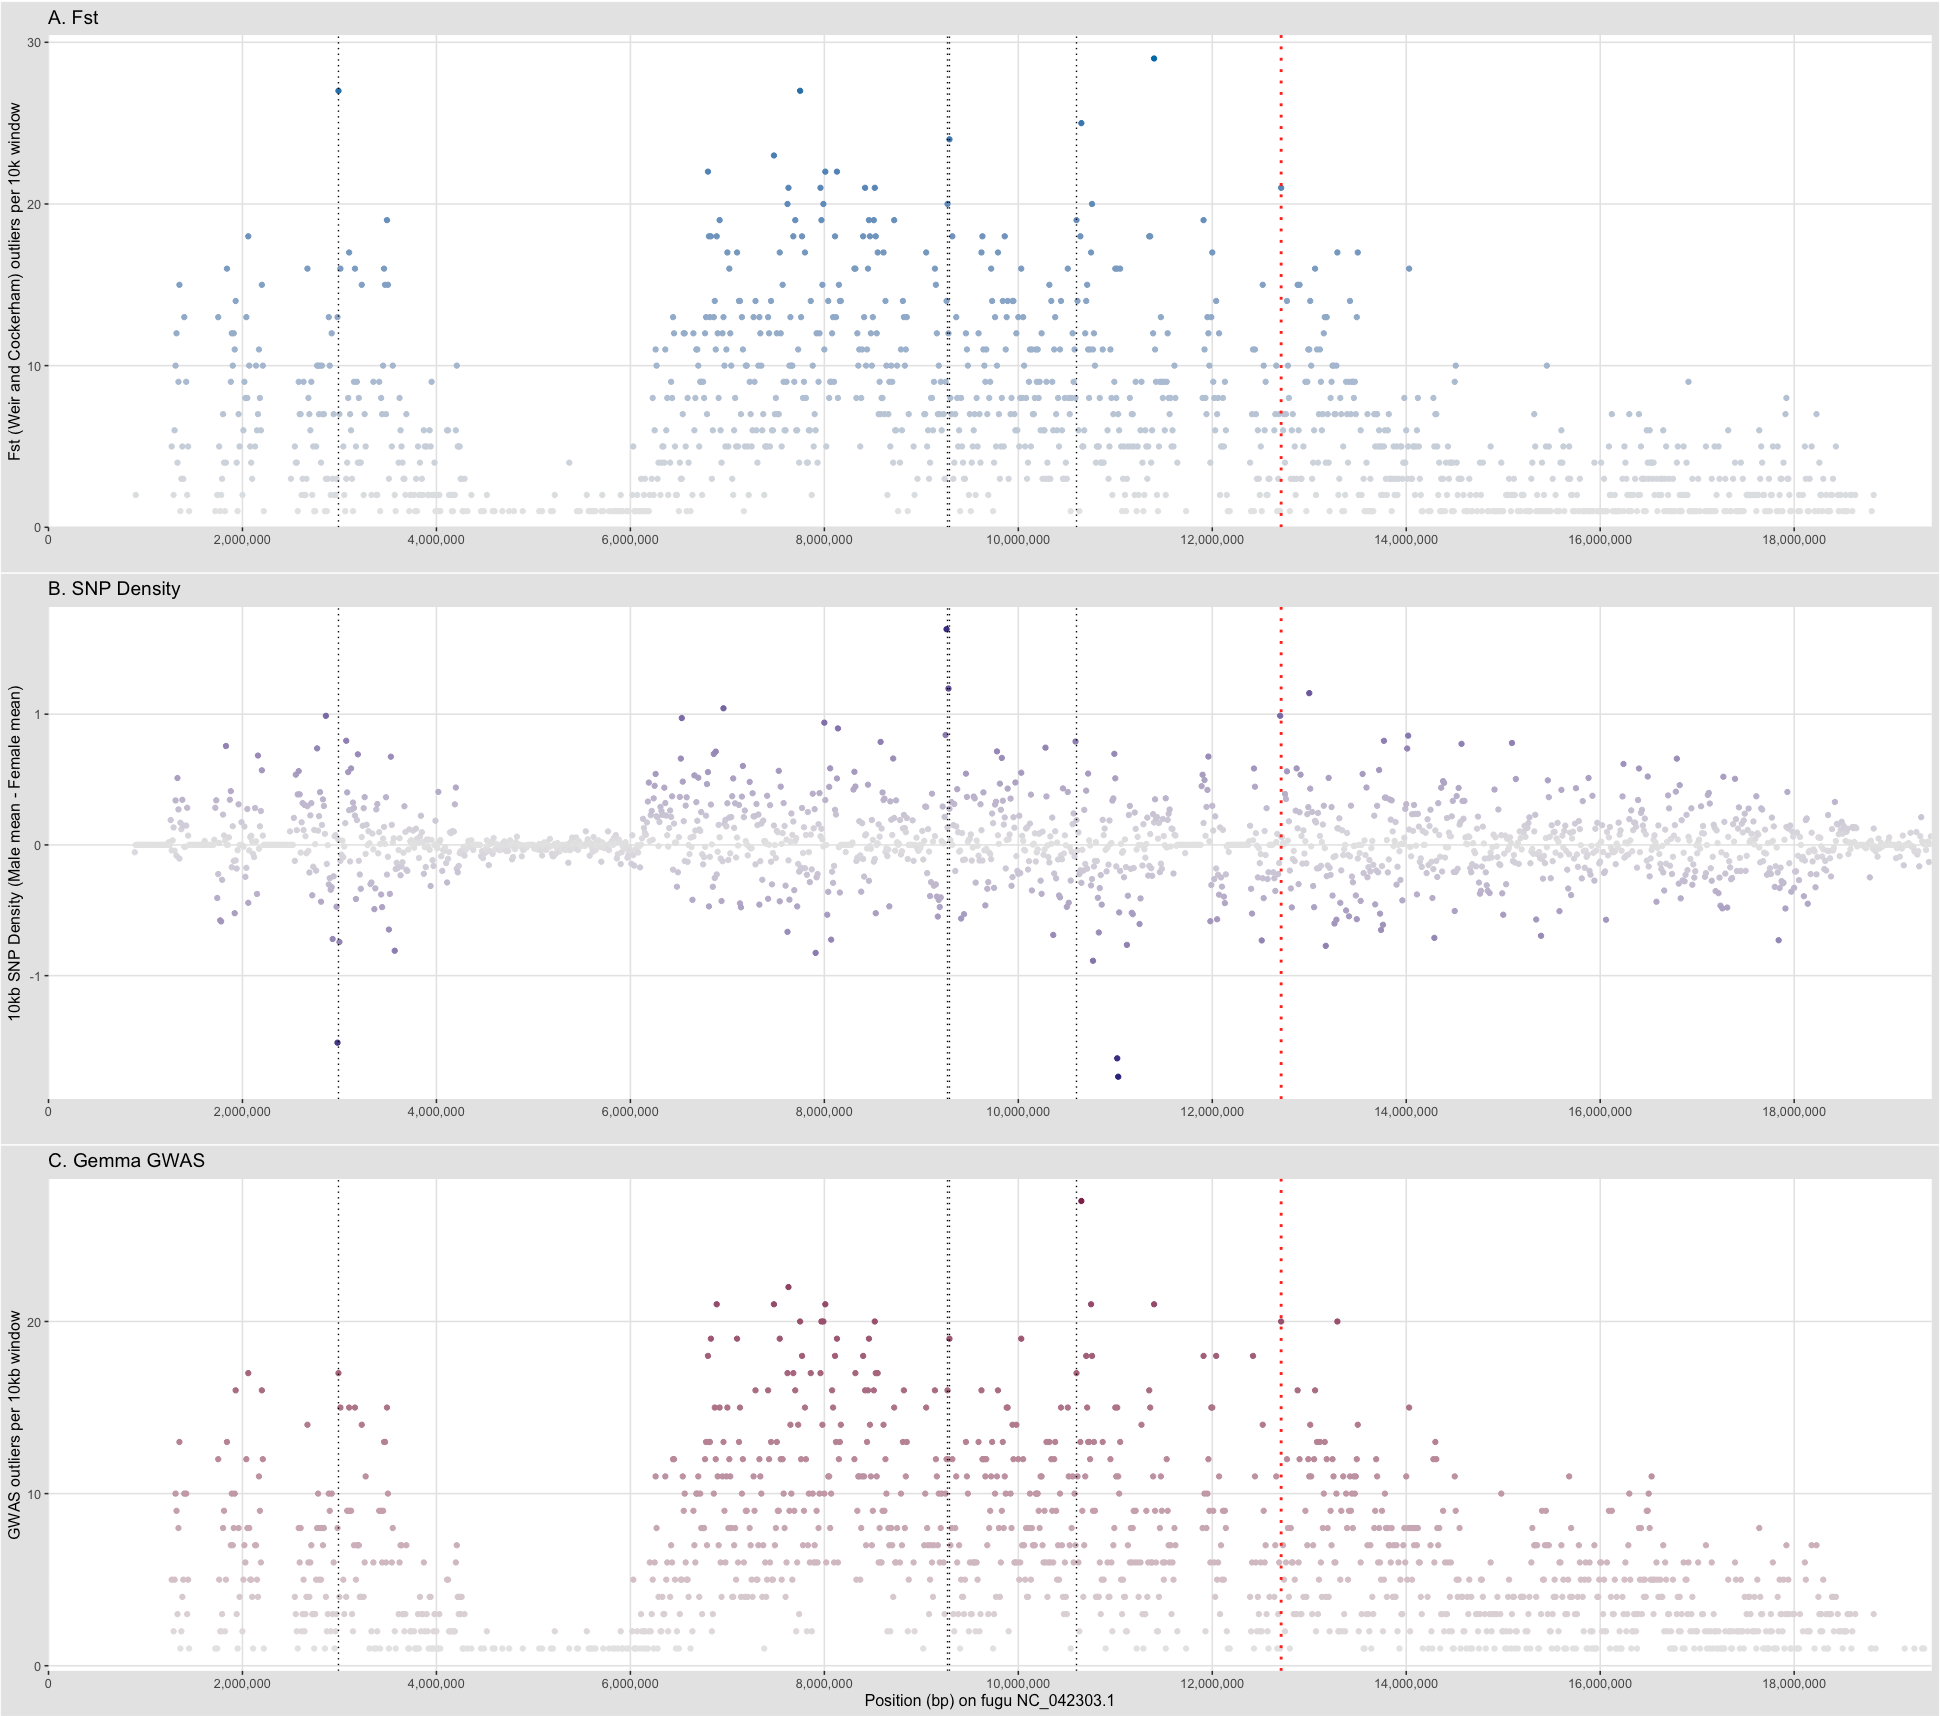 A. Fst
Fst (Weir and Cockerham) outliers per 10k window
30
20
10
0
0 2,000,000 4,000,000 6,000,000 8,000,000 10,000,000 12,000,000 14,000,000 16,000,000 18,000,000
B. SNP Density
10kb SNP Density (Male mean - Female mean)
1
0
-1
0 2,000,000 4,000,000 6,000,000 8,000,000 10,000,000 12,000,000 14,000,000 16,000,000 18,000,000
C. Gemma GWAS
GWAS outliers per 10kb window
20
10
0
0 2,000,000 4,000,000 6,000,000 8,000,000 10,000,000 12,000,000 14,000,000 16,000,000 18,000,000
Position (bp) on fugu NC_042303.1